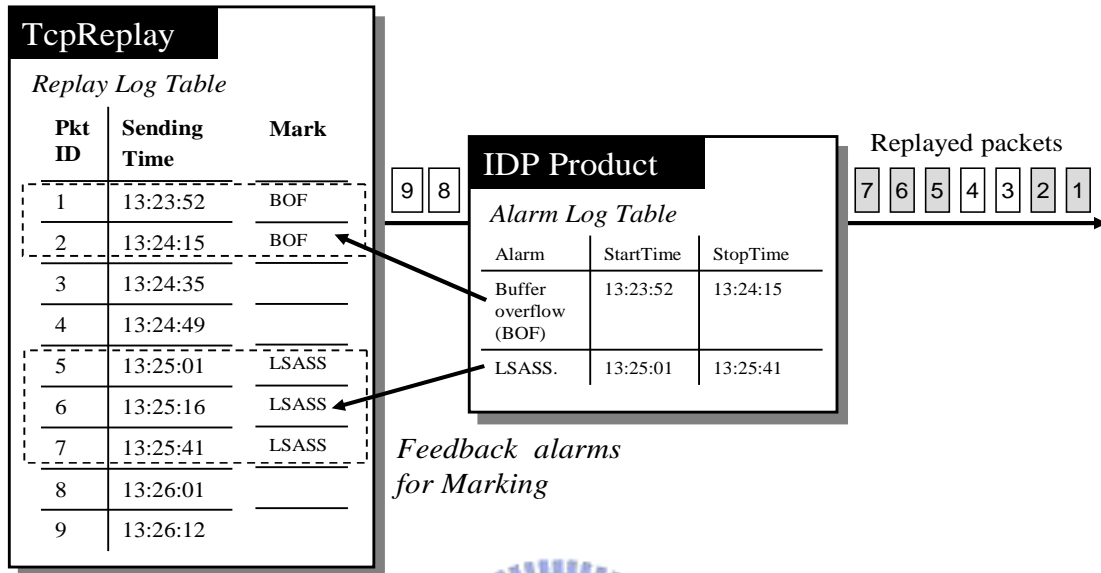 TcpReplay
Replay Log Table
Pkt ID Sending Time Mark
1 13:23:52 BOF
2 13:24:15 BOF
3 13:24:35
4 13:24:49
5 13:25:01 LSASS
6 13:25:16 LSASS
7 13:25:41 LSASS
8 13:26:01
9 13:26:12
9 8
IDP Product
Alarm Log Table
Alarm StartTime StopTime
Buffer overflow (BOF) 13:23:52 13:24:15
LSASS. 13:25:01 13:25:41
Feedback alarms
for Marking
Replayed packets
7 6 5 4 3 2 1